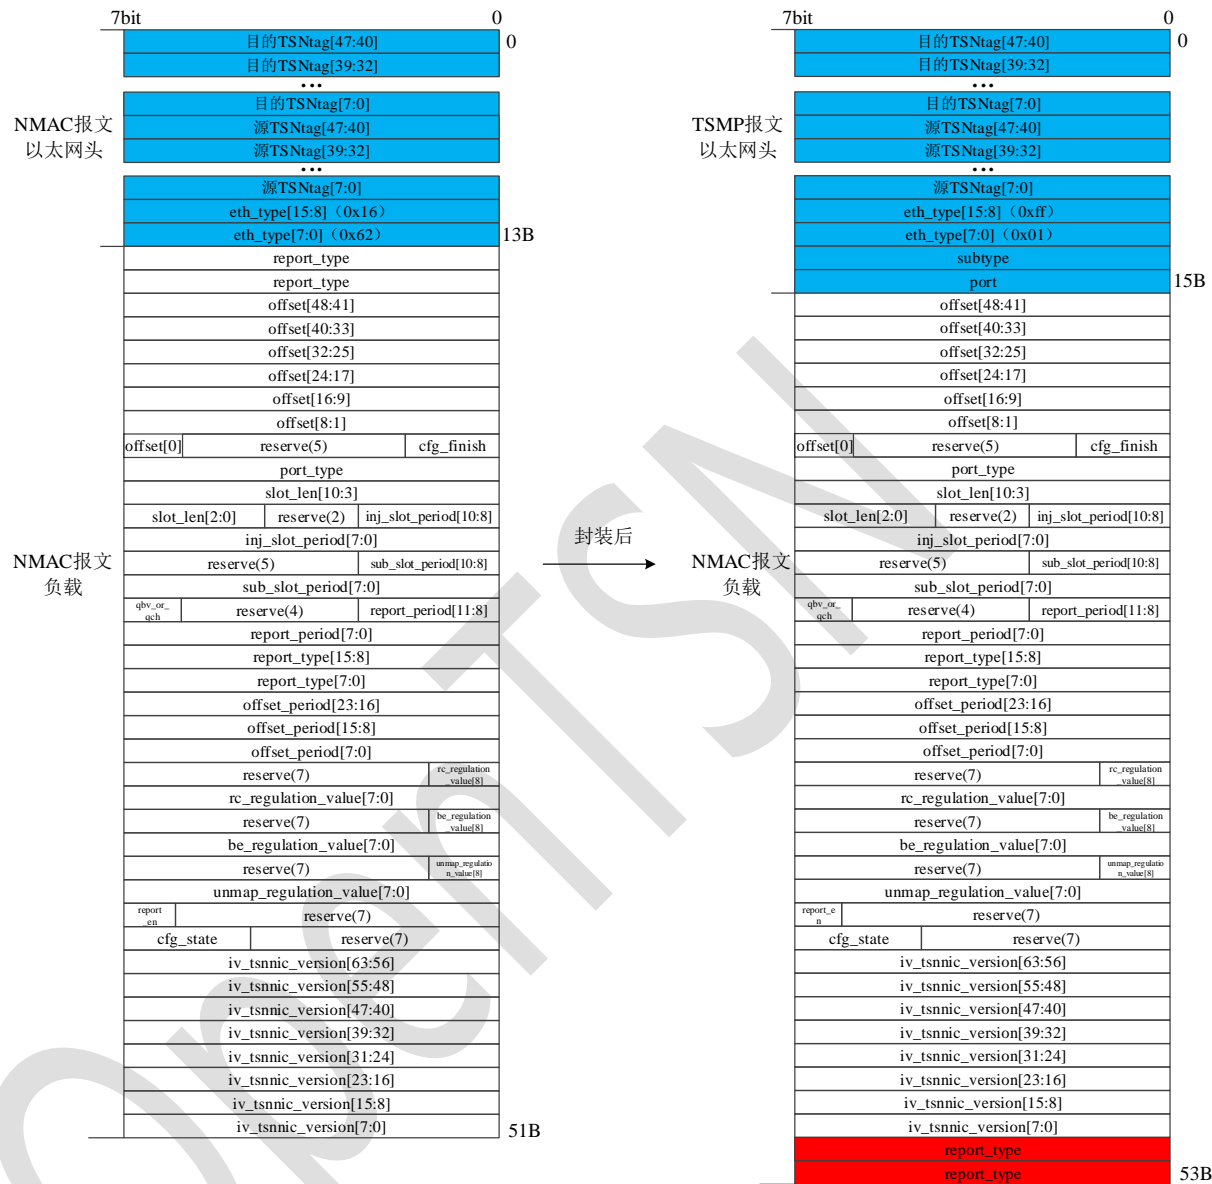 7bit 0
目的TSNtag[47:40] 0
目的TSNtag[39:32]
...
目的TSNtag[7:0]
源TSNtag[47:40]
源TSNtag[39:32]
...
源TSNtag[7:0]
eth_type[15:8]（0x16）
eth_type[7:0]（0x62） 13B
NMAC报文
以太网头
report_type
report_type
offset[48:41]
offset[40:33]
offset[32:25]
offset[24:17]
offset[16:9]
offset[8:1]
offset[0] reserve(5) cfg_finish
port_type
slot_len[10:3]
slot_len[2:0] reserve(2) inj_slot_period[10:8]
inj_slot_period[7:0]
reserve(5) sub_slot_period[10:8]
sub_slot_period[7:0]
qbv_or_
qch reserve(4) report_period[11:8]
report_period[7:0]
report_type[15:8]
report_type[7:0]
offset_period[23:16]
offset_period[15:8]
offset_period[7:0]
reserve(7) rc_regulation
_value[8]
rc_regulation_value[7:0]
reserve(7) be_regulation
_value[8]
be_regulation_value[7:0]
reserve(7) unmap_regulatio
n_value[8]
unmap_regulation_value[7:0]
report
_en reserve(7)
cfg_state reserve(7)
iv_tsnnic_version[63:56]
iv_tsnnic_version[55:48]
iv_tsnnic_version[47:40]
iv_tsnnic_version[39:32]
iv_tsnnic_version[31:24]
iv_tsnnic_version[23:16]
iv_tsnnic_version[15:8]
iv_tsnnic_version[7:0] 51B
NMAC报文
负载
封装后
7bit 0
目的TSNtag[47:40] 0
目的TSNtag[39:32]
...
目的TSNtag[7:0]
源TSNtag[47:40]
源TSNtag[39:32]
...
源TSNtag[7:0]
eth_type[15:8]（0xff）
eth_type[7:0]（0x01）
subtype
port 15B
TSMP报文
以太网头
offset[48:41]
offset[40:33]
offset[32:25]
offset[24:17]
offset[16:9]
offset[8:1]
offset[0] reserve(5) cfg_finish
port_type
slot_len[10:3]
slot_len[2:0] reserve(2) inj_slot_period[10:8]
inj_slot_period[7:0]
reserve(5) sub_slot_period[10:8]
sub_slot_period[7:0]
qbv_or_
qch reserve(4) report_period[11:8]
report_period[7:0]
report_type[15:8]
report_type[7:0]
offset_period[23:16]
offset_period[15:8]
offset_period[7:0]
reserve(7) rc_regulation
_value[8]
rc_regulation_value[7:0]
reserve(7) be_regulation
_value[8]
be_regulation_value[7:0]
reserve(7) unmap_regulatio
n_value[8]
unmap_regulation_value[7:0]
report_e
n reserve(7)
cfg_state reserve(7)
iv_tsnnic_version[63:56]
iv_tsnnic_version[55:48]
iv_tsnnic_version[47:40]
iv_tsnnic_version[39:32]
iv_tsnnic_version[31:24]
iv_tsnnic_version[23:16]
iv_tsnnic_version[15:8]
iv_tsnnic_version[7:0]
report_type
report_type 53B
NMAC报文
负载
OpenTSN